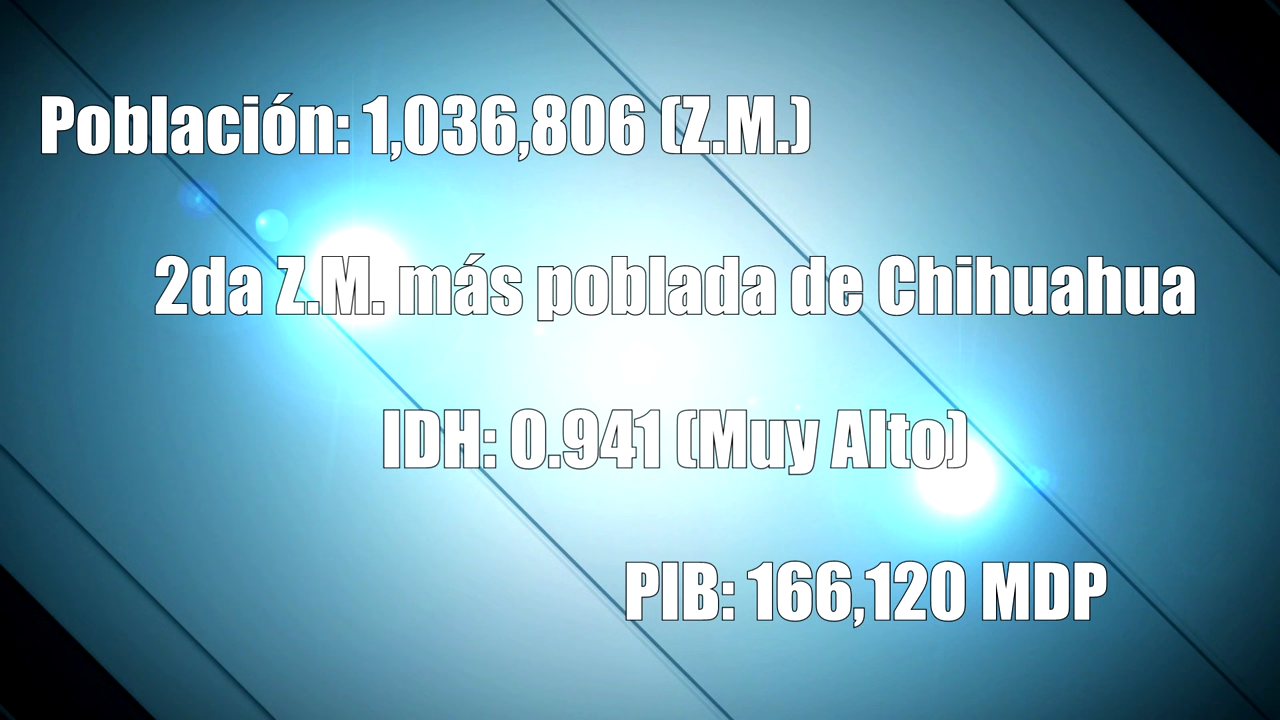 Población: 1,036,806 (Z.M.)
2da Z.M. más poblada de Chihuahua
IDH: 0.941 (Muy Alto)
PIB: 166,120 MDP